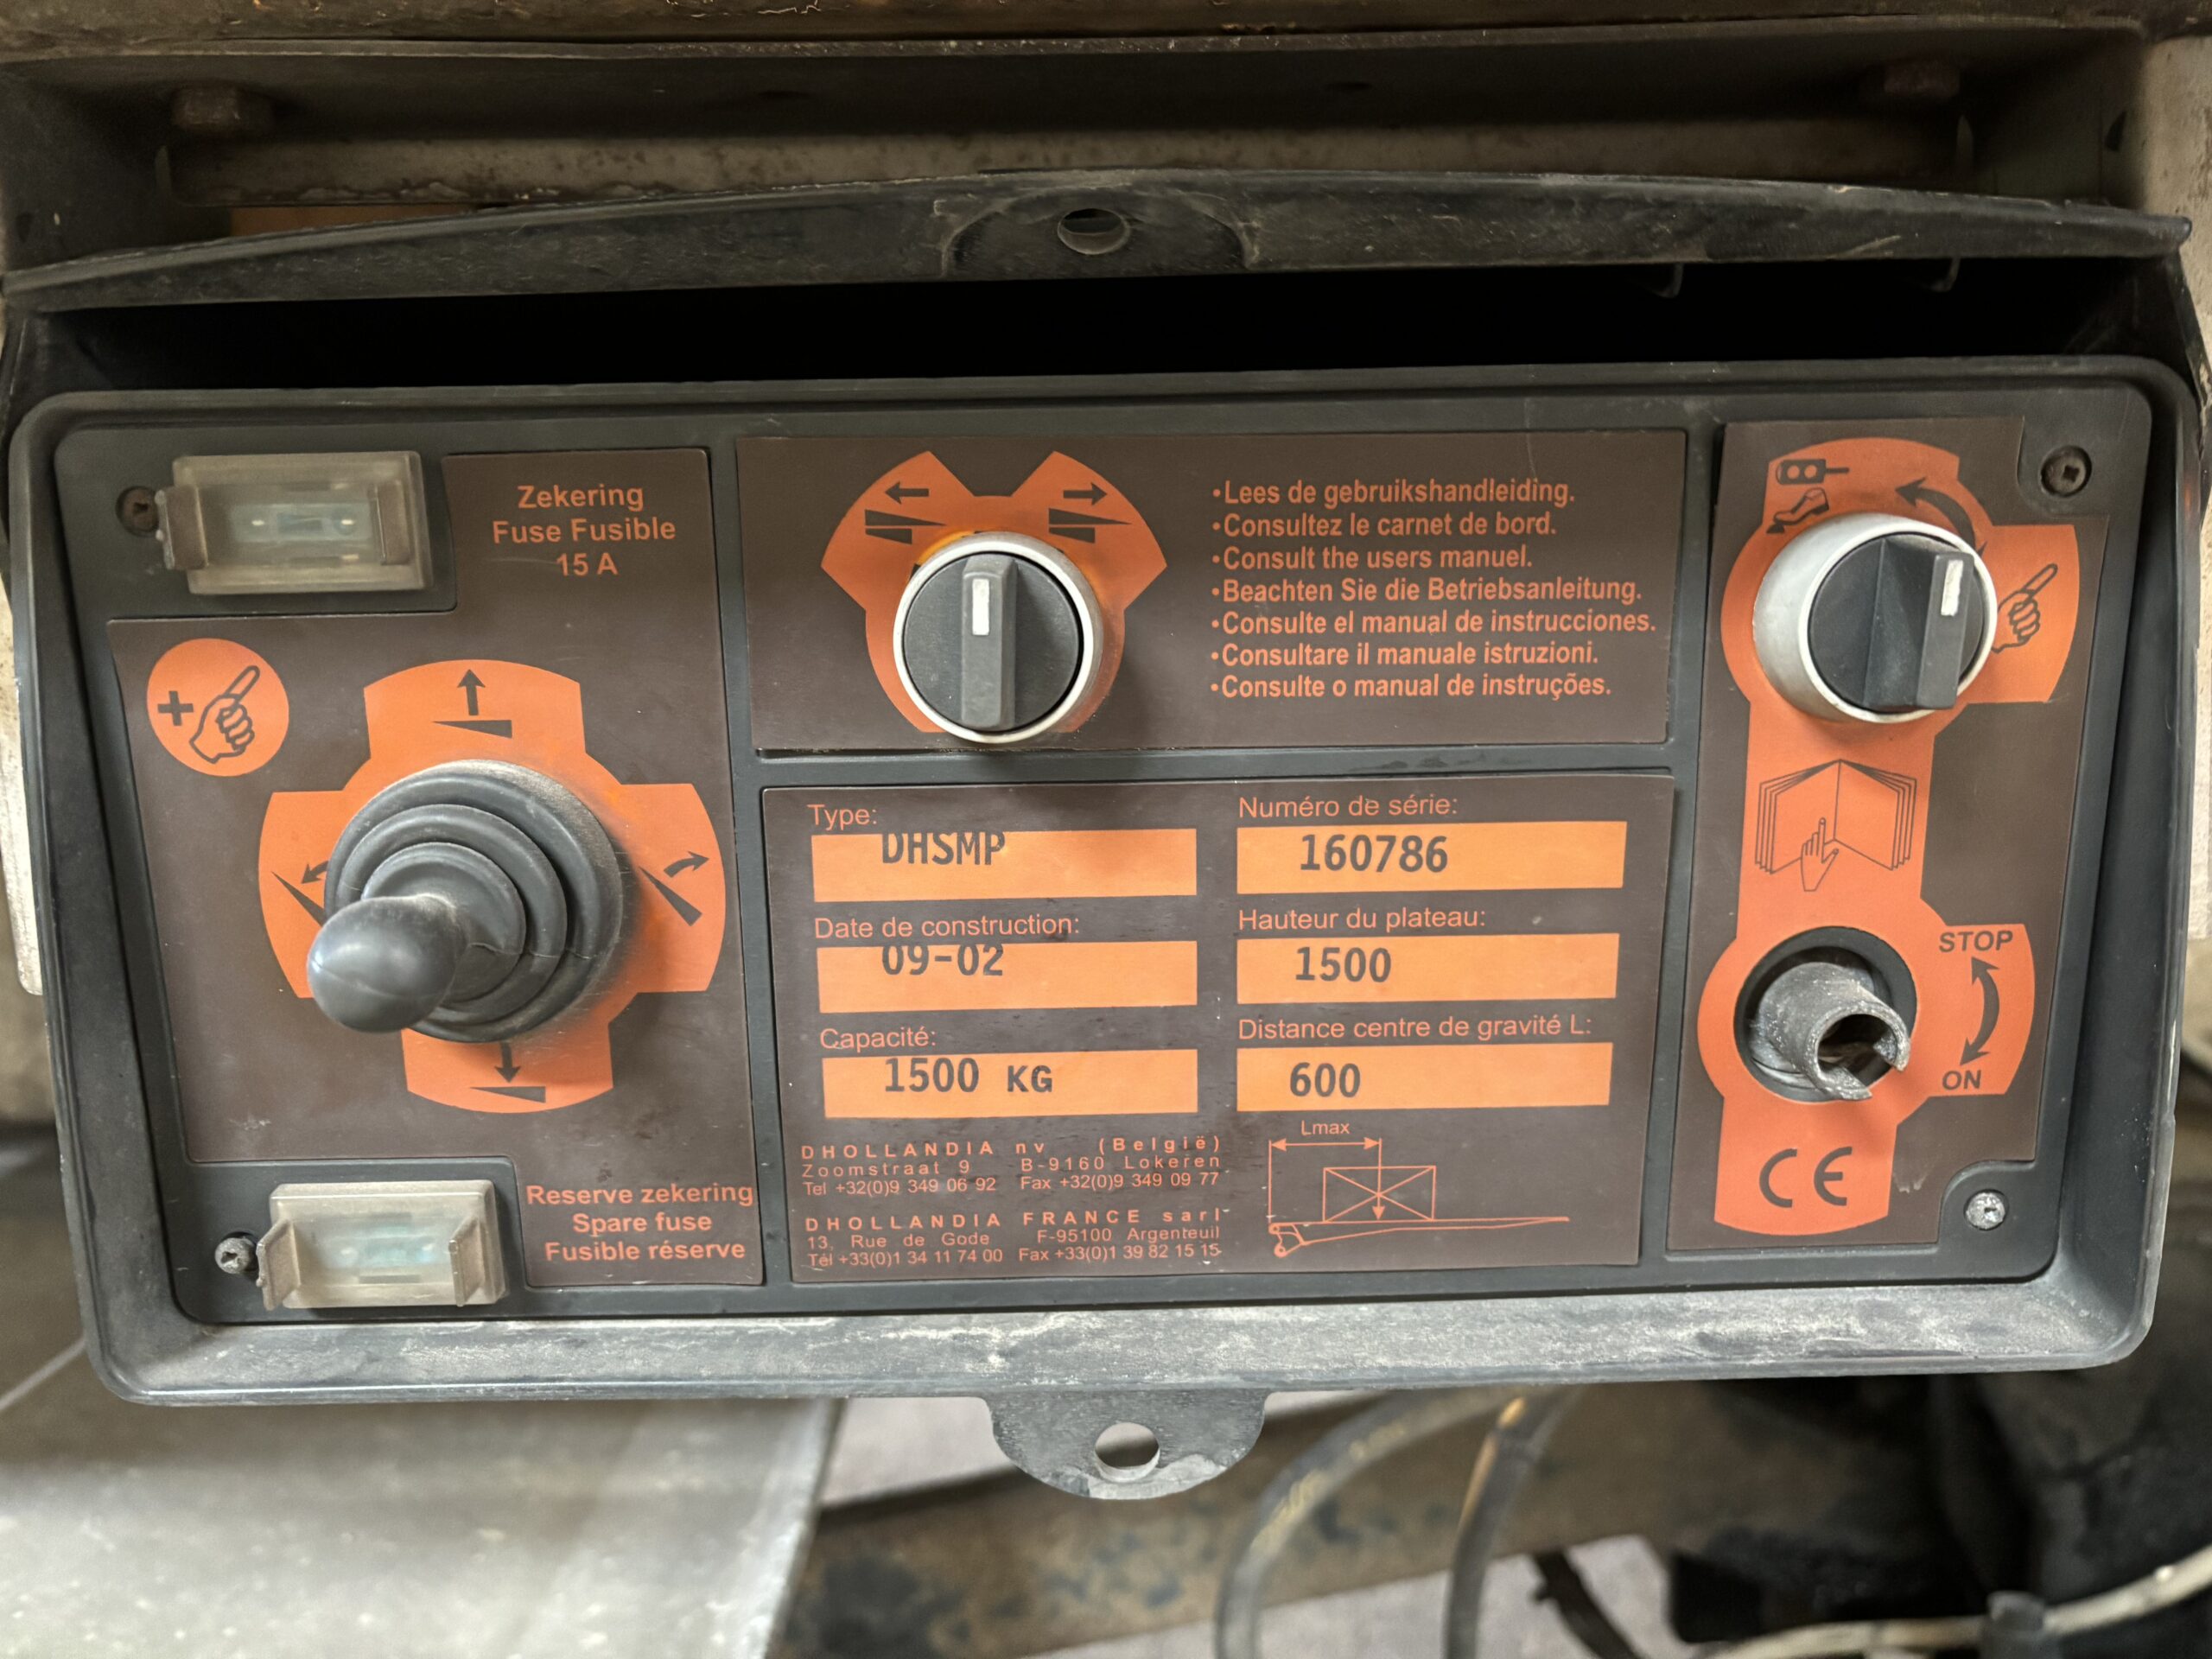 Zekering
Fuse Fusible
15 A
•Lees de gebruikshandleiding.
•Consultez le carnet de bord.
•Consult the users manuel.
•Beachten Sie die Betriebsanleitung.
•Consulte el manual de instrucciones.
•Consultare il manuale istruzioni.
•Consulte o manual de instruções.
+
Type:
DHSMP
Numéro de série:
160786
Date de construction:
09-02
Hauteur du plateau:
1500
Capacité:
1500 KG
Distance centre de gravité L:
600
DHOLLANDIA nv (België)
Zoomstraat 9 B-9160 Lokeren
Tel +32(0)9 349 06 92 Fax +32(0)9 349 09 77
DHOLLANDIA FRANCE sarl
13, Rue de Gode F-95100 Argenteuil
Tél +33(0)1 34 11 74 00 Fax +33(0)1 39 82 15 15
Lmax
STOP
ON
CE
Reserve zekering
Spare fuse
Fusible réserve